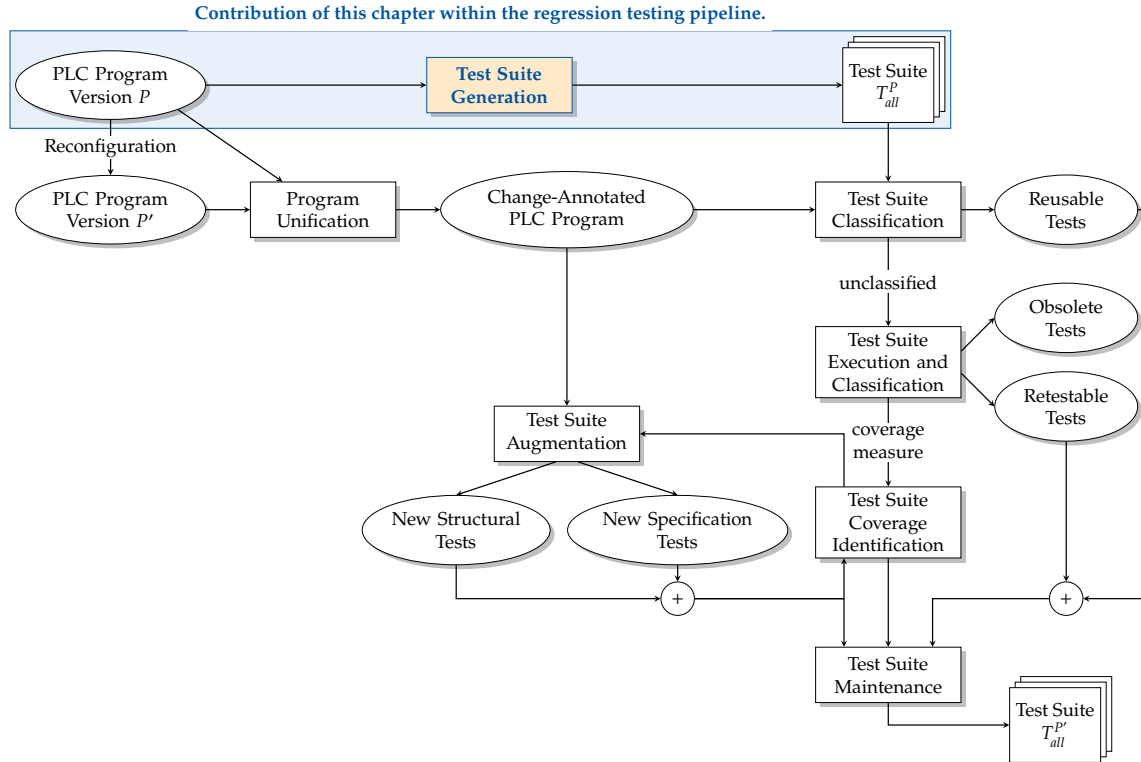 Contribution of this chapter within the regression testing pipeline.
PLC Program
Version P
Test Suite
Generation
Test Suite
T_all^P
Reconfiguration
PLC Program
Version P′
Program
Unification
Change-Annotated
PLC Program
Test Suite
Classification
Reusable
Tests
unclassified
Obsolete
Tests
Test Suite
Execution and
Classification
Retestable
Tests
coverage
measure
Test Suite
Augmentation
New Structural
Tests
New Specification
Tests
Test Suite
Coverage
Identification
+
+
Test Suite
Maintenance
Test Suite
T_all^P′